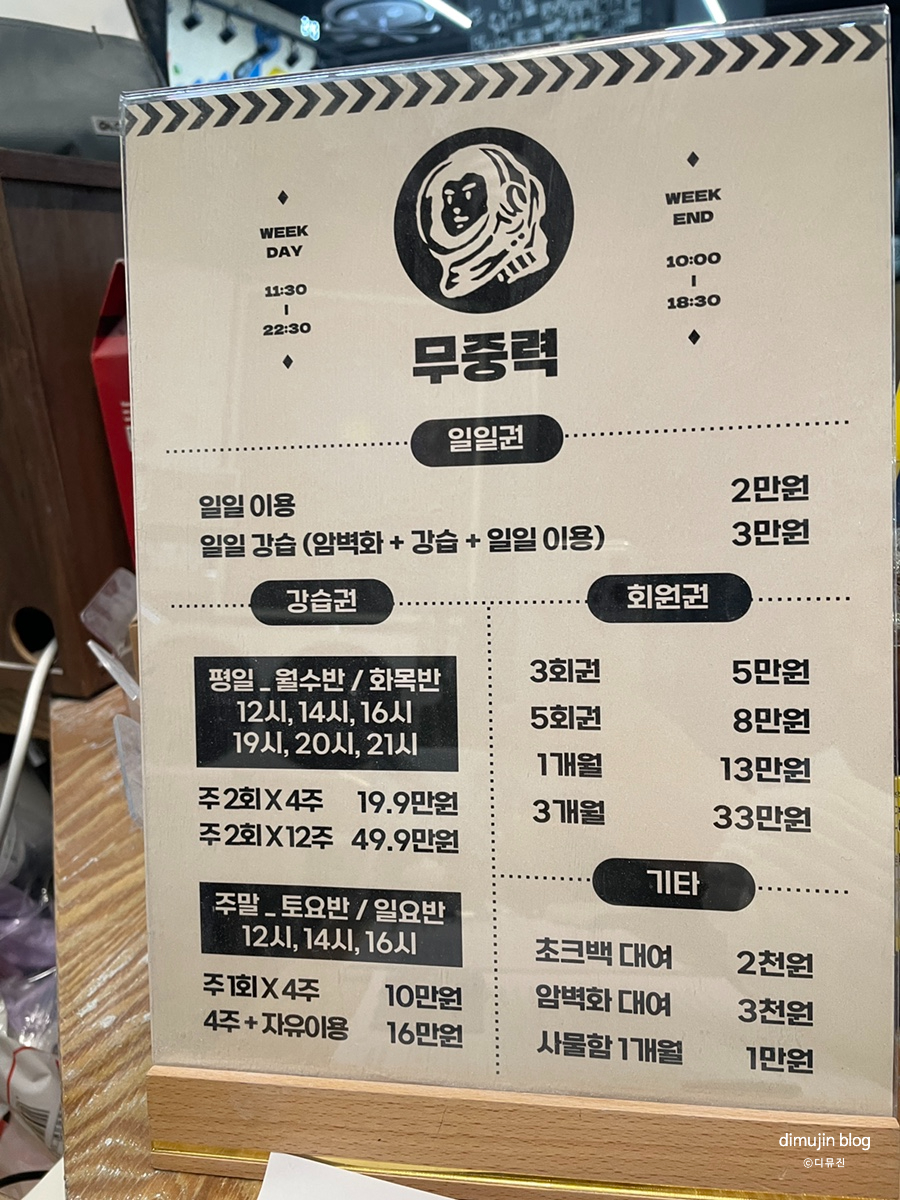 WEEK
DAY
11:30
22:30
WEEK
END
10:00
18:30
무중력
일일권
일일 이용 2만원
일일 강습 (암벽화 + 강습 + 일일 이용) 3만원
강습권
평일 _ 월수반 / 화목반
12시, 14시, 16시
19시, 20시, 21시
주 2회 X 4주 19.9만원
주 2회 X 12주 49.9만원
주말 _ 토요반 / 일요반
12시, 14시, 16시
주 1회 X 4주 10만원
4주 + 자유이용 16만원
회원권
3회권 5만원
5회권 8만원
1개월 13만원
3개월 33만원
기타
초크백 대여 2천원
암벽화 대여 3천원
사물함 1개월 1만원
dimujin blog
©디뮤진